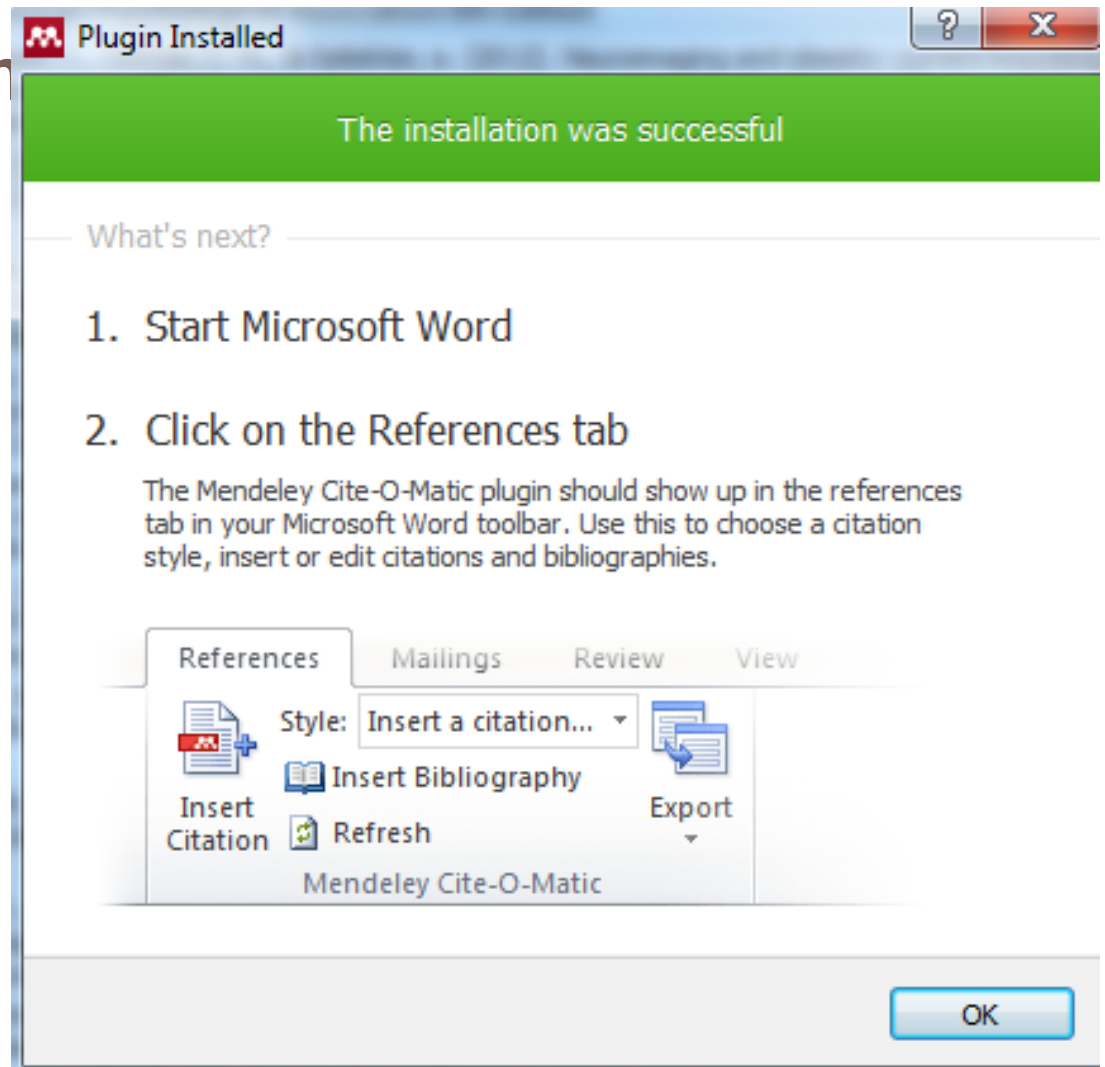 Plugin Installed
The installation was successful
What's next?
1. Start Microsoft Word
2. Click on the References tab
The Mendeley Cite-O-Matic plugin should show up in the references
tab in your Microsoft Word toolbar. Use this to choose a citation
style, insert or edit citations and bibliographies.
References Mailings Review View
Style: Insert a citation...
Insert Bibliography
Insert
Citation
Refresh
Export
Mendeley Cite-O-Matic
OK